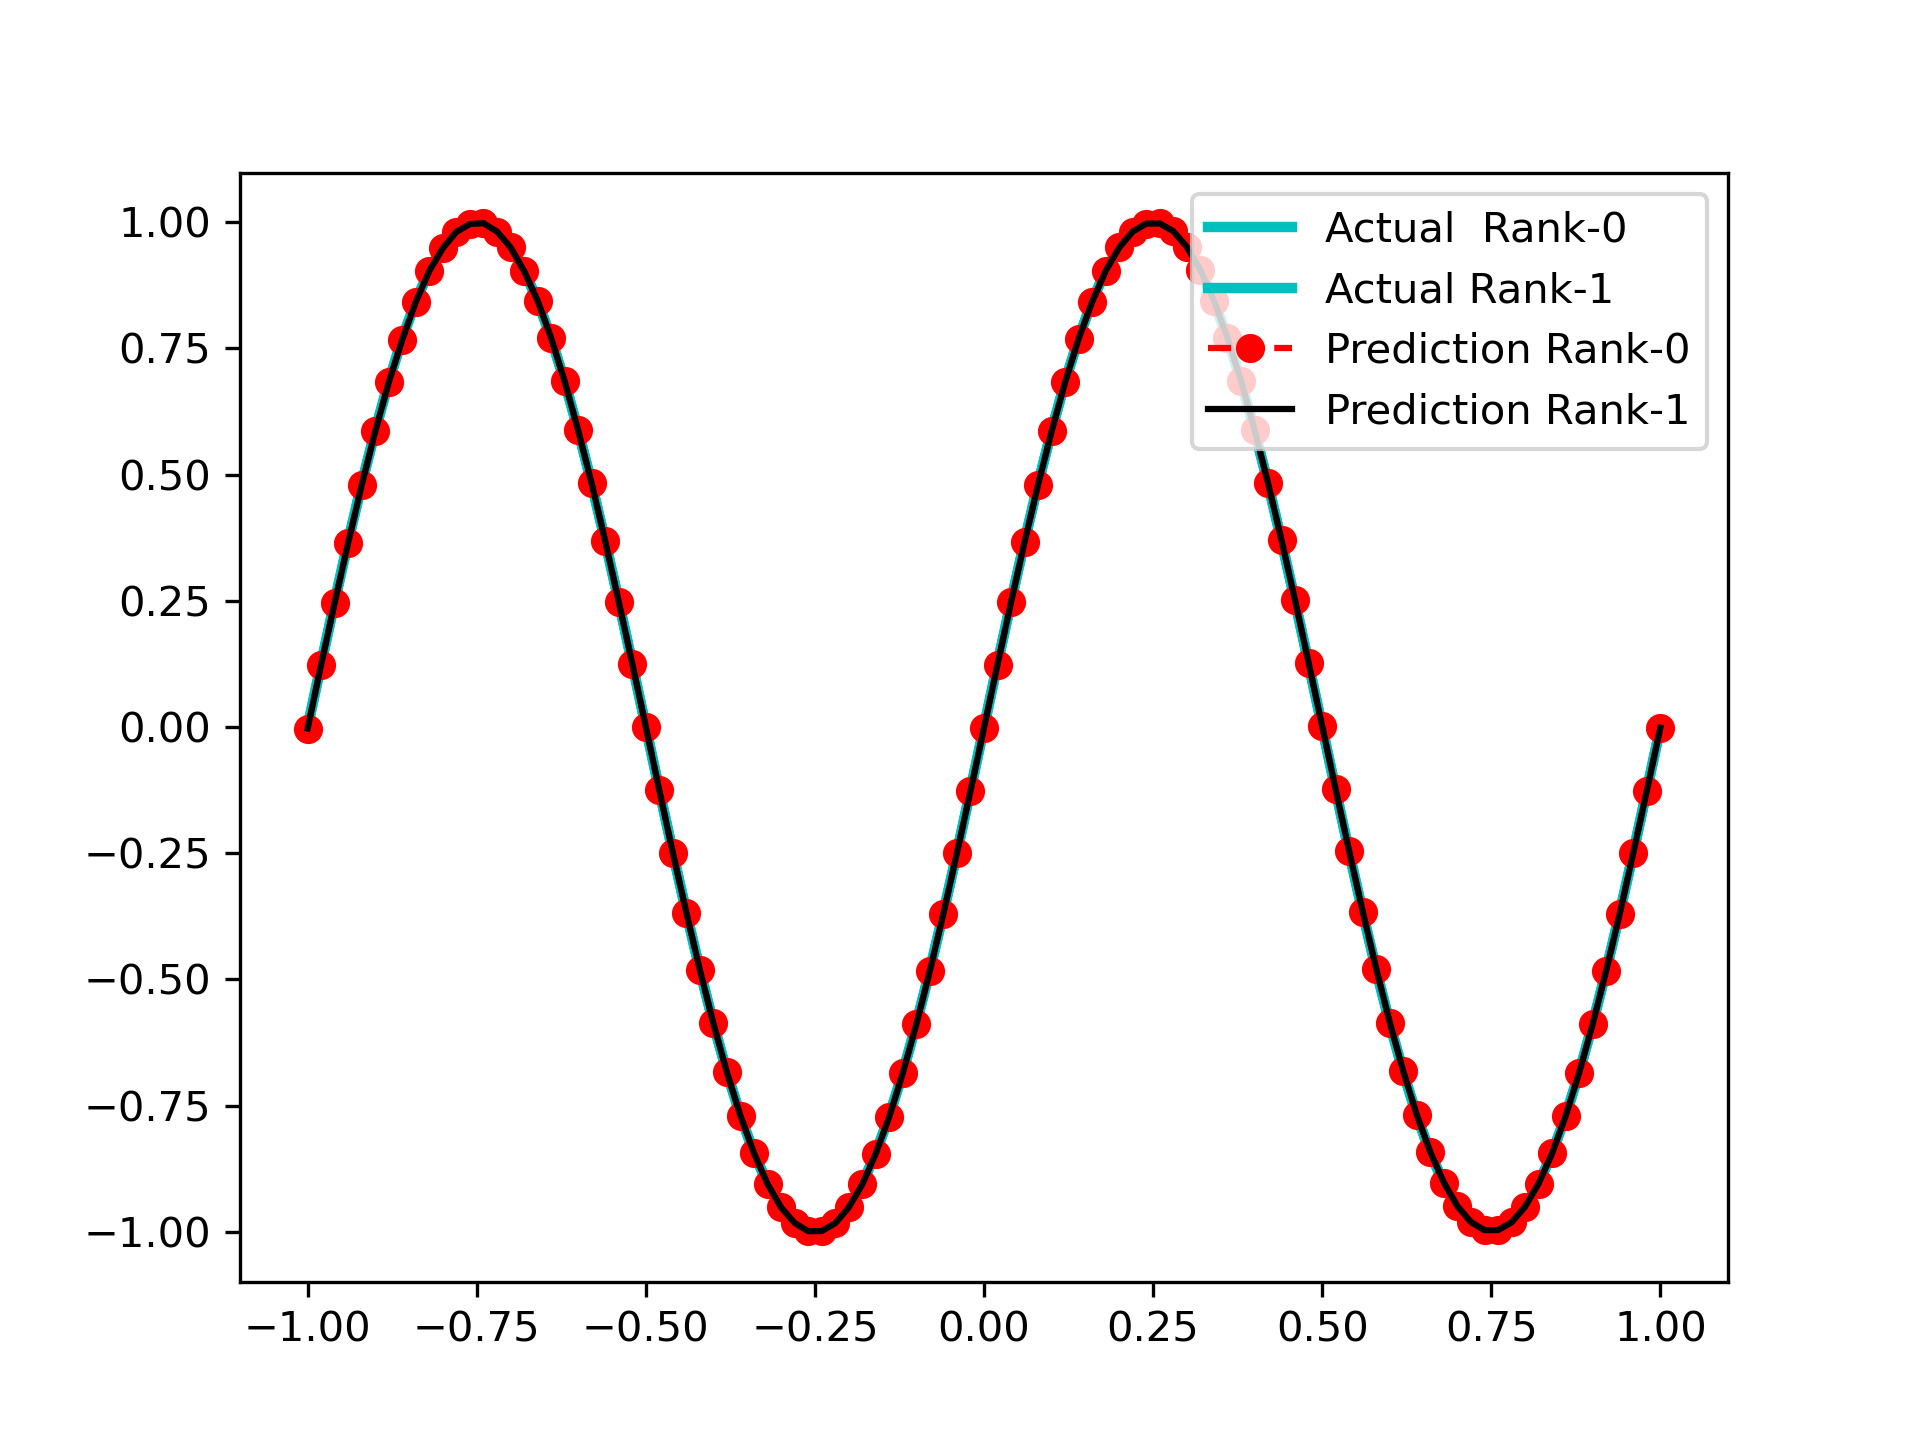 1.00
0.75
0.50
0.25
0.00
−0.25
−0.50
−0.75
−1.00
Actual  Rank-0
Actual Rank-1
Prediction Rank-0
Prediction Rank-1
−1.00 −0.75 −0.50 −0.25 0.00 0.25 0.50 0.75 1.00